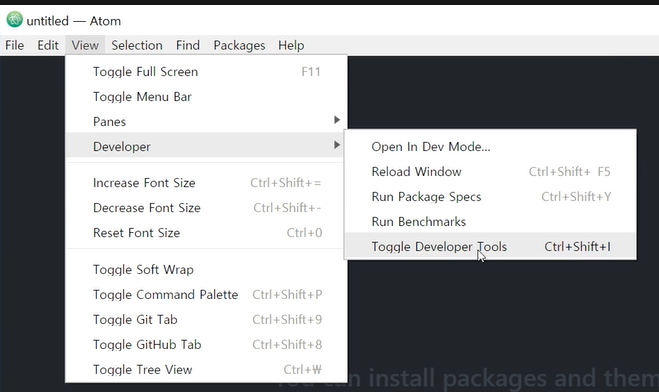 untitled — Atom
File Edit View Selection Find Packages Help
Toggle Full Screen F11
Toggle Menu Bar
Panes
Developer
Increase Font Size Ctrl+Shift+=
Decrease Font Size Ctrl+Shift+-
Reset Font Size Ctrl+0
Toggle Soft Wrap
Toggle Command Palette Ctrl+Shift+P
Toggle Git Tab Ctrl+Shift+9
Toggle GitHub Tab Ctrl+Shift+8
Toggle Tree View Ctrl+₩
Open In Dev Mode...
Reload Window Ctrl+Shift+ F5
Run Package Specs Ctrl+Shift+Y
Run Benchmarks
Toggle Developer Tools Ctrl+Shift+I
can install packages and them